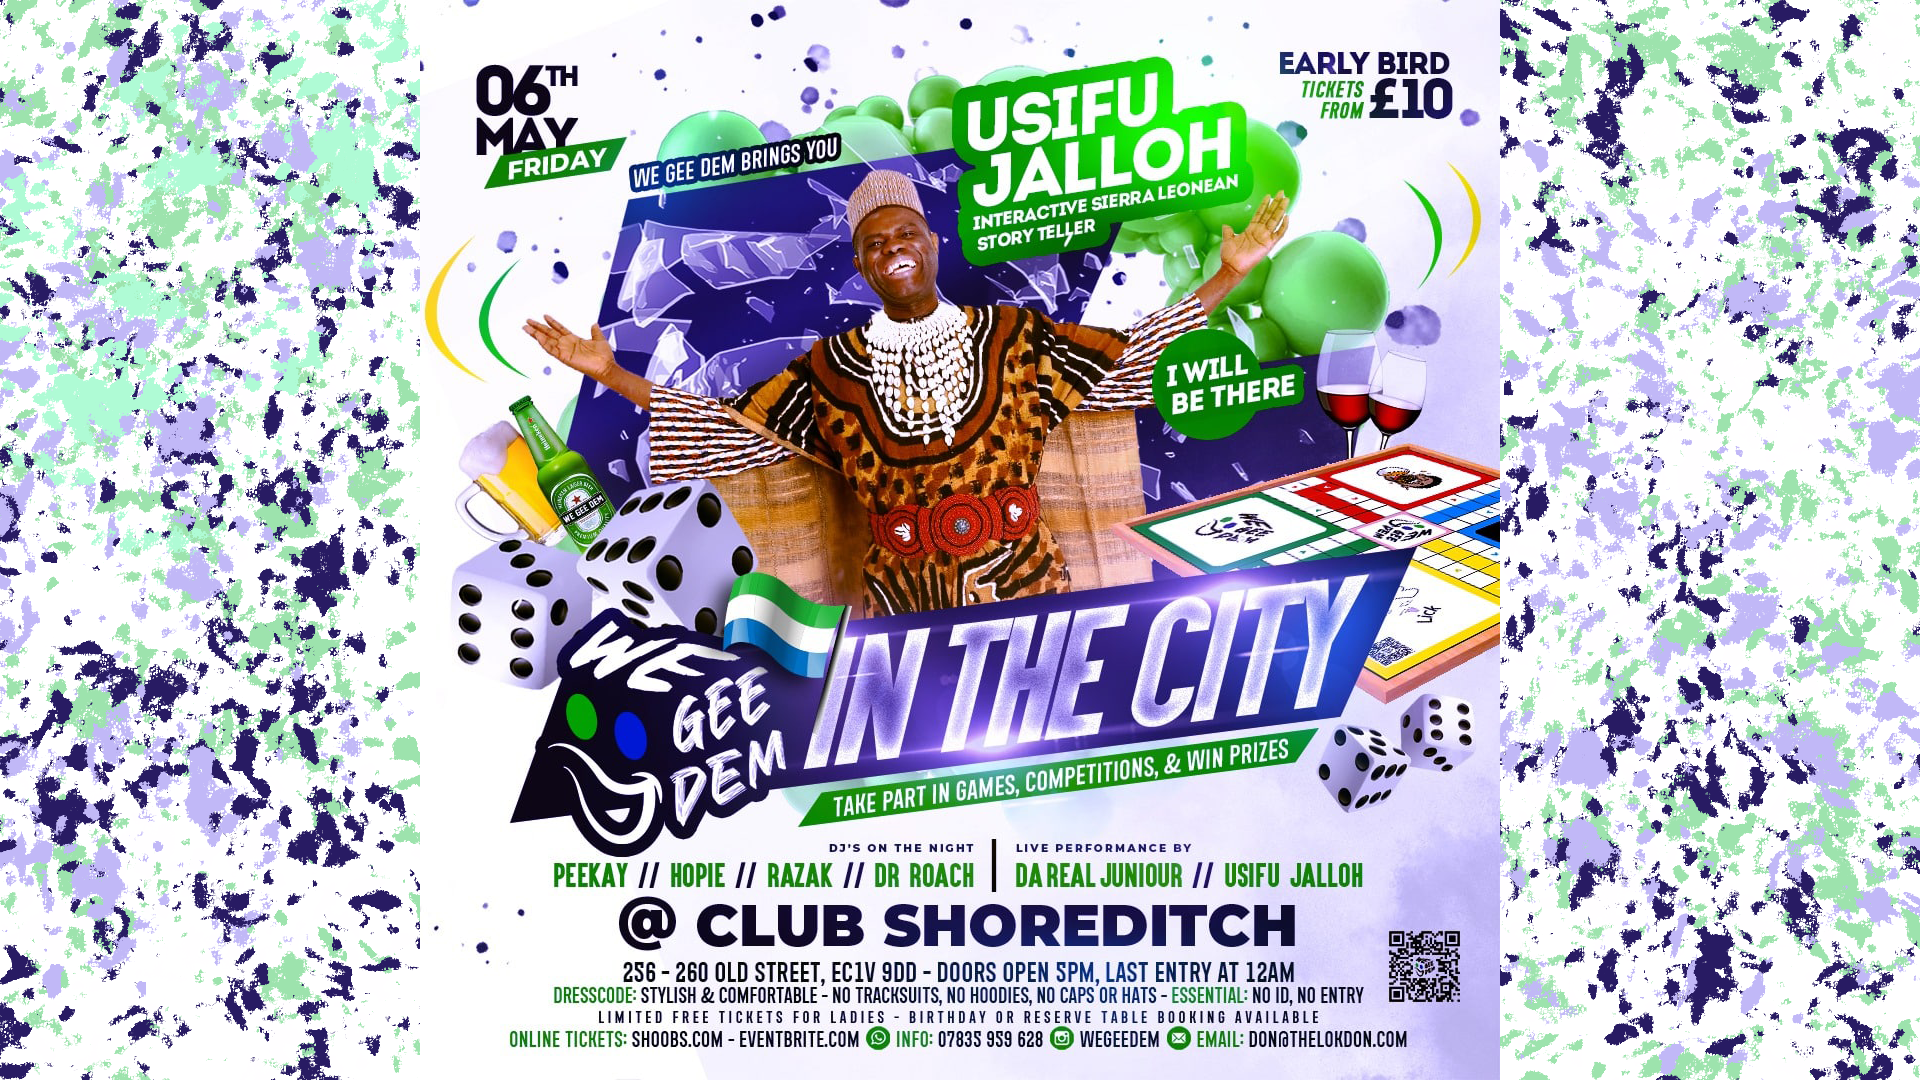 06TH
MAY
FRIDAY
WE GEE DEM BRINGS YOU
USIFU
JALLOH
INTERACTIVE SIERRA LEONEAN
STORY TELLER
EARLY BIRD
TICKETS
FROM £10
I WILL
BE THERE
Heineken
WE GEE DEM
WE
GEE
DEM
Lick
WE
GEE
DEM
IN THE CITY
TAKE PART IN GAMES, COMPETITIONS, & WIN PRIZES
DJ'S ON THE NIGHT
PEEKAY // HOPIE // RAZAK // DR ROACH
LIVE PERFORMANCE BY
DA REAL JUNIOUR // USIFU JALLOH
@ CLUB SHOREDITCH
256 - 260 OLD STREET, EC1V 9DD - DOORS OPEN 5PM, LAST ENTRY AT 12AM
DRESSCODE: STYLISH & COMFORTABLE - NO TRACKSUITS, NO HOODIES, NO CAPS OR HATS - ESSENTIAL: NO ID, NO ENTRY
LIMITED FREE TICKETS FOR LADIES - BIRTHDAY OR RESERVE TABLE BOOKING AVAILABLE
ONLINE TICKETS: SHOOBS.COM - EVENTBRITE.COM INFO: 07835 959 628 WEGEEDEM EMAIL: DON@THELOKDON.COM